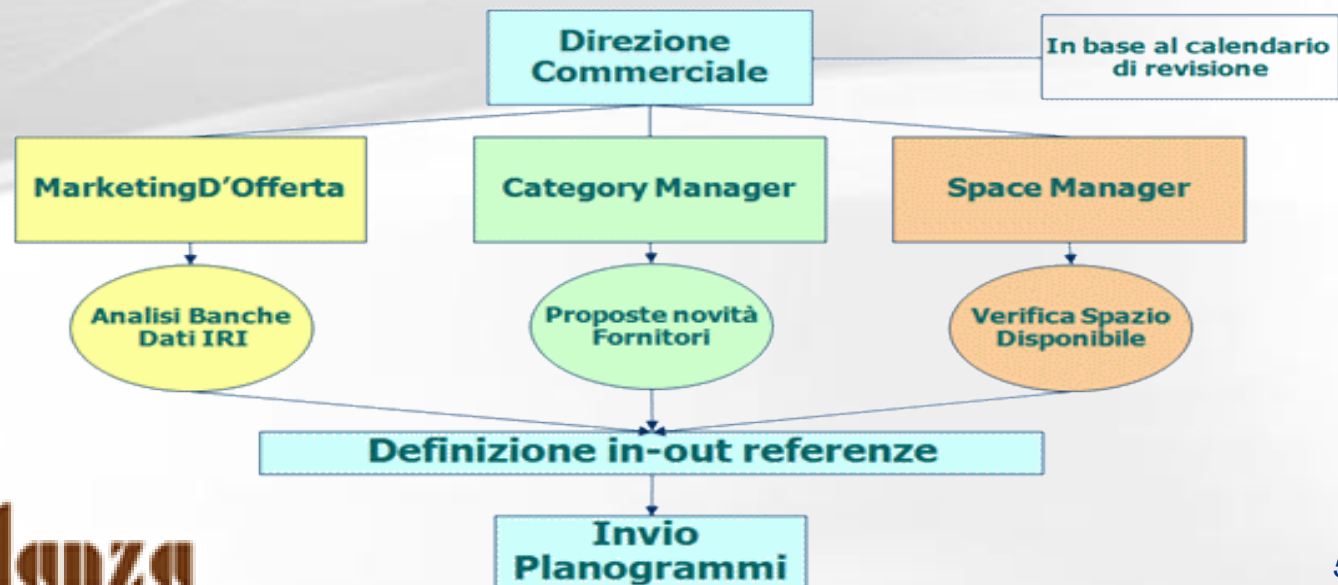 Direzione
Commerciale
In base al calendario
di revisione
MarketingD'Offerta
Category Manager
Space Manager
Analisi Banche
Dati IRI
Proposte novità
Fornitori
Verifica Spazio
Disponibile
Definizione in-out referenze
Invio
Planogrammi